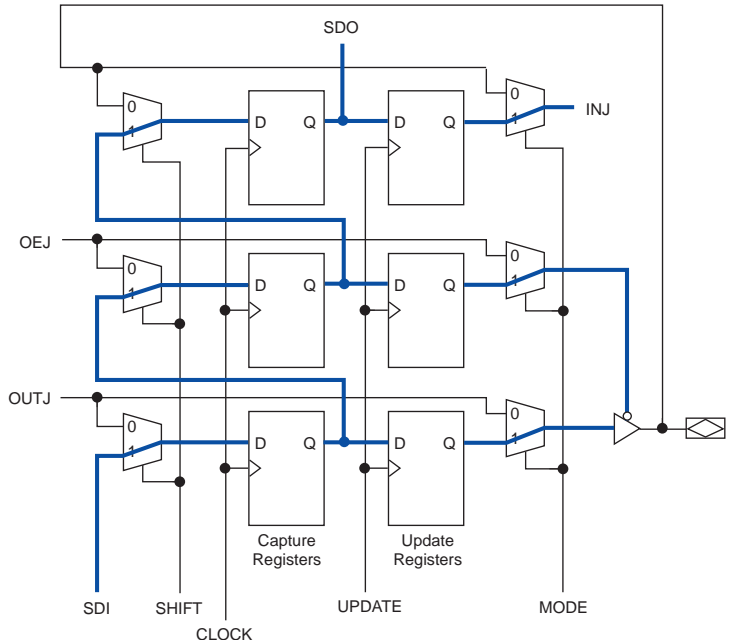 SDO
0
1
D Q
D Q
0
1
INJ
OEJ
0
1
D Q
D Q
0
1
OUTJ
0
1
D Q
D Q
0
1
Capture
Registers
Update
Registers
SDI
SHIFT
CLOCK
UPDATE
MODE